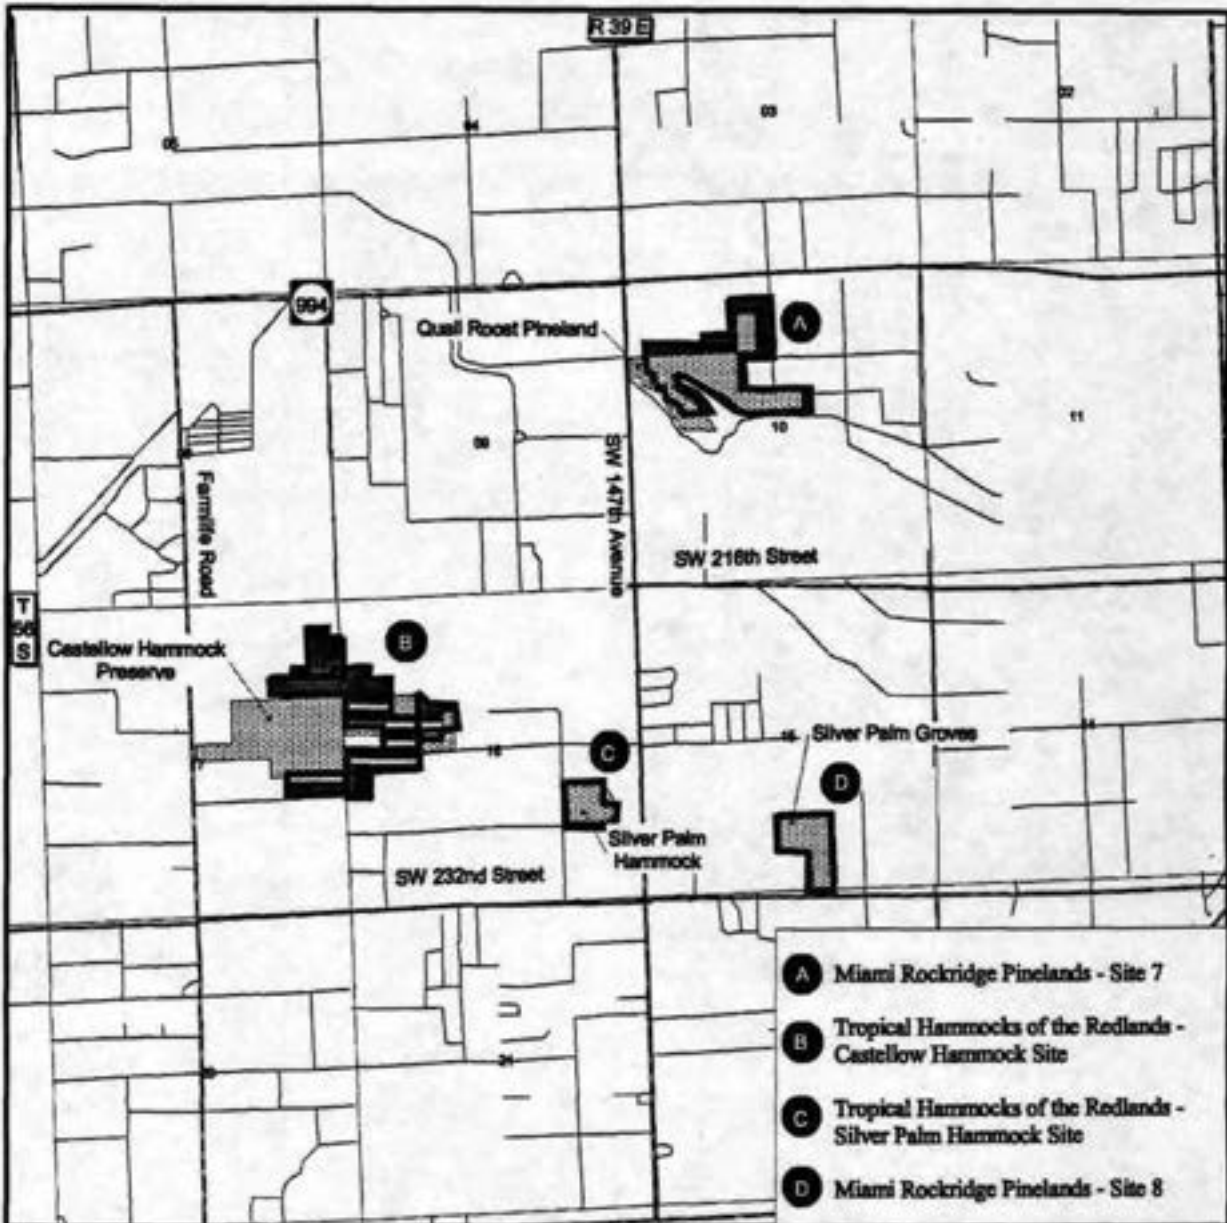 R 39 E
03
02
04
05
994
Quail Roost Pineland
A
10
11
09
Farmlife Road
SW 147th Avenue
SW 216th Street
T
56
S
Castellow Hammock
Preserve
B
16
15
14
Silver Palm Groves
C
D
Silver Palm
Hammock
SW 232nd Street
21
20
A Miami Rockridge Pinelands - Site 7
B Tropical Hammocks of the Redlands -
Castellow Hammock Site
C Tropical Hammocks of the Redlands -
Silver Palm Hammock Site
D Miami Rockridge Pinelands - Site 8